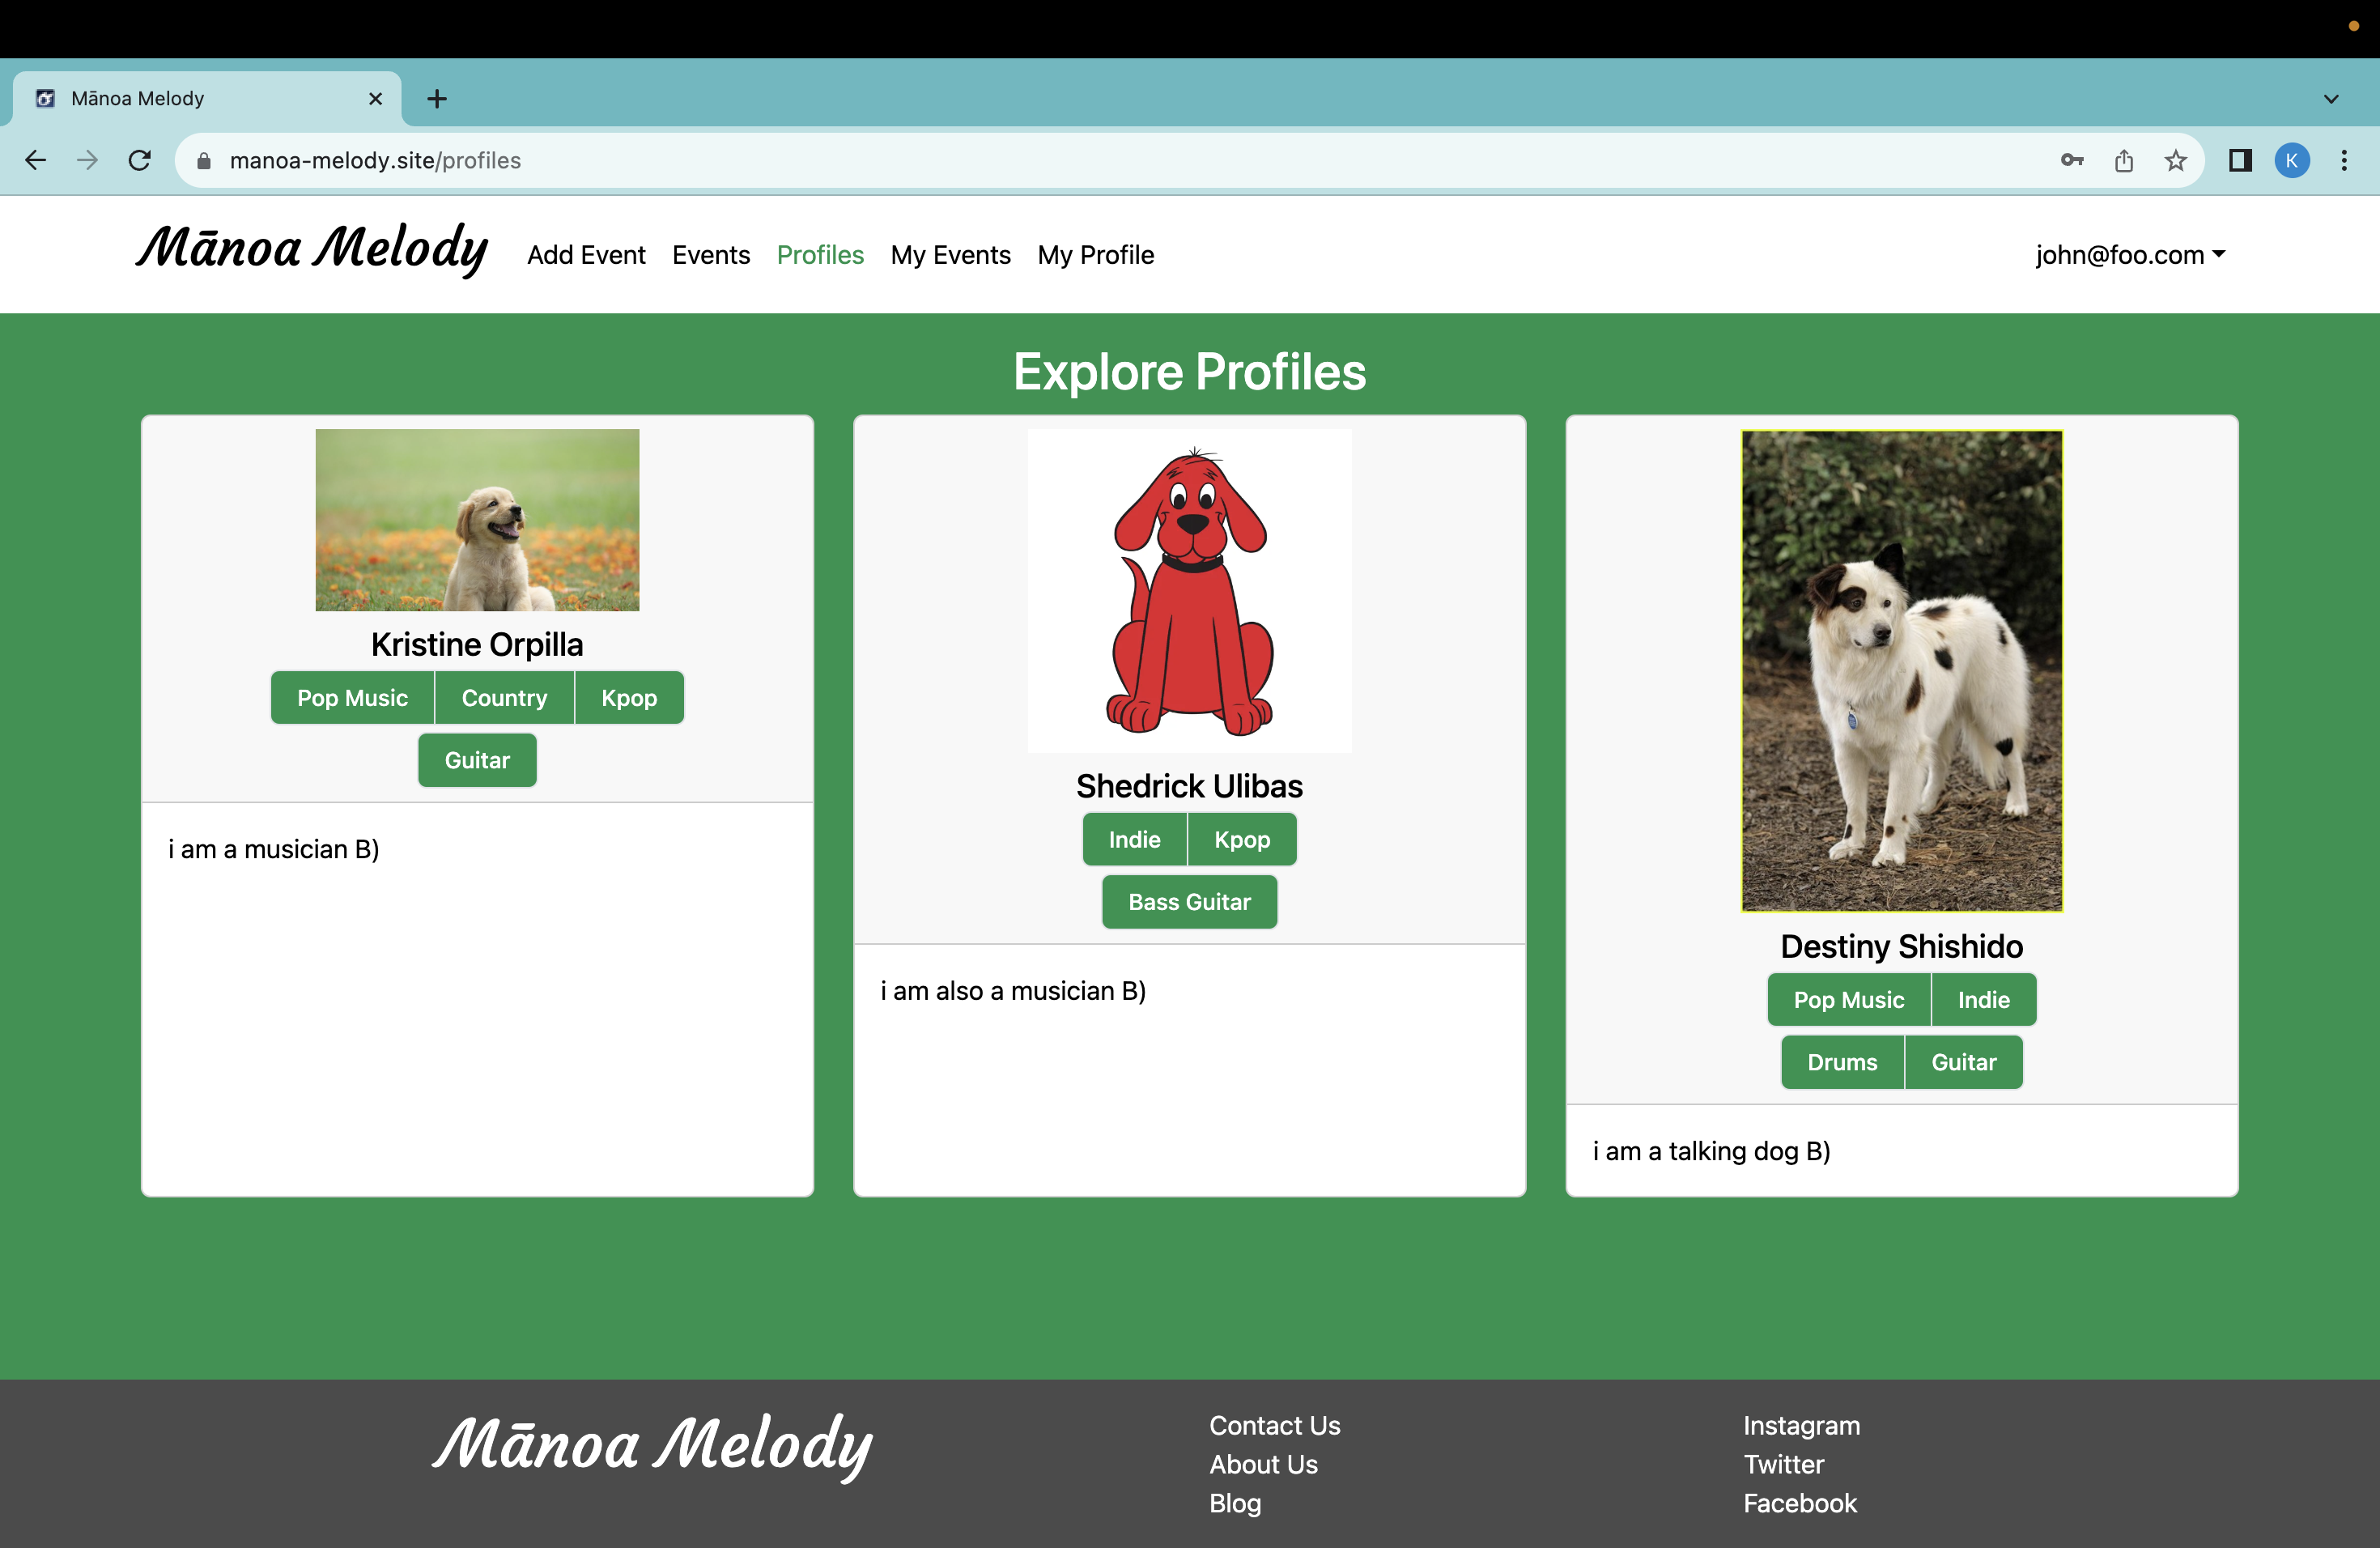 Mānoa Melody
manoa-melody.site/profiles
K
Mānoa Melody Add Event Events Profiles My Events My Profile john@foo.com
Explore Profiles
Kristine Orpilla
Pop Music Country Kpop
Guitar
i am a musician B)
Shedrick Ulibas
Indie Kpop
Bass Guitar
i am also a musician B)
Destiny Shishido
Pop Music Indie
Drums Guitar
i am a talking dog B)
Mānoa Melody
Contact Us
About Us
Blog
Instagram
Twitter
Facebook